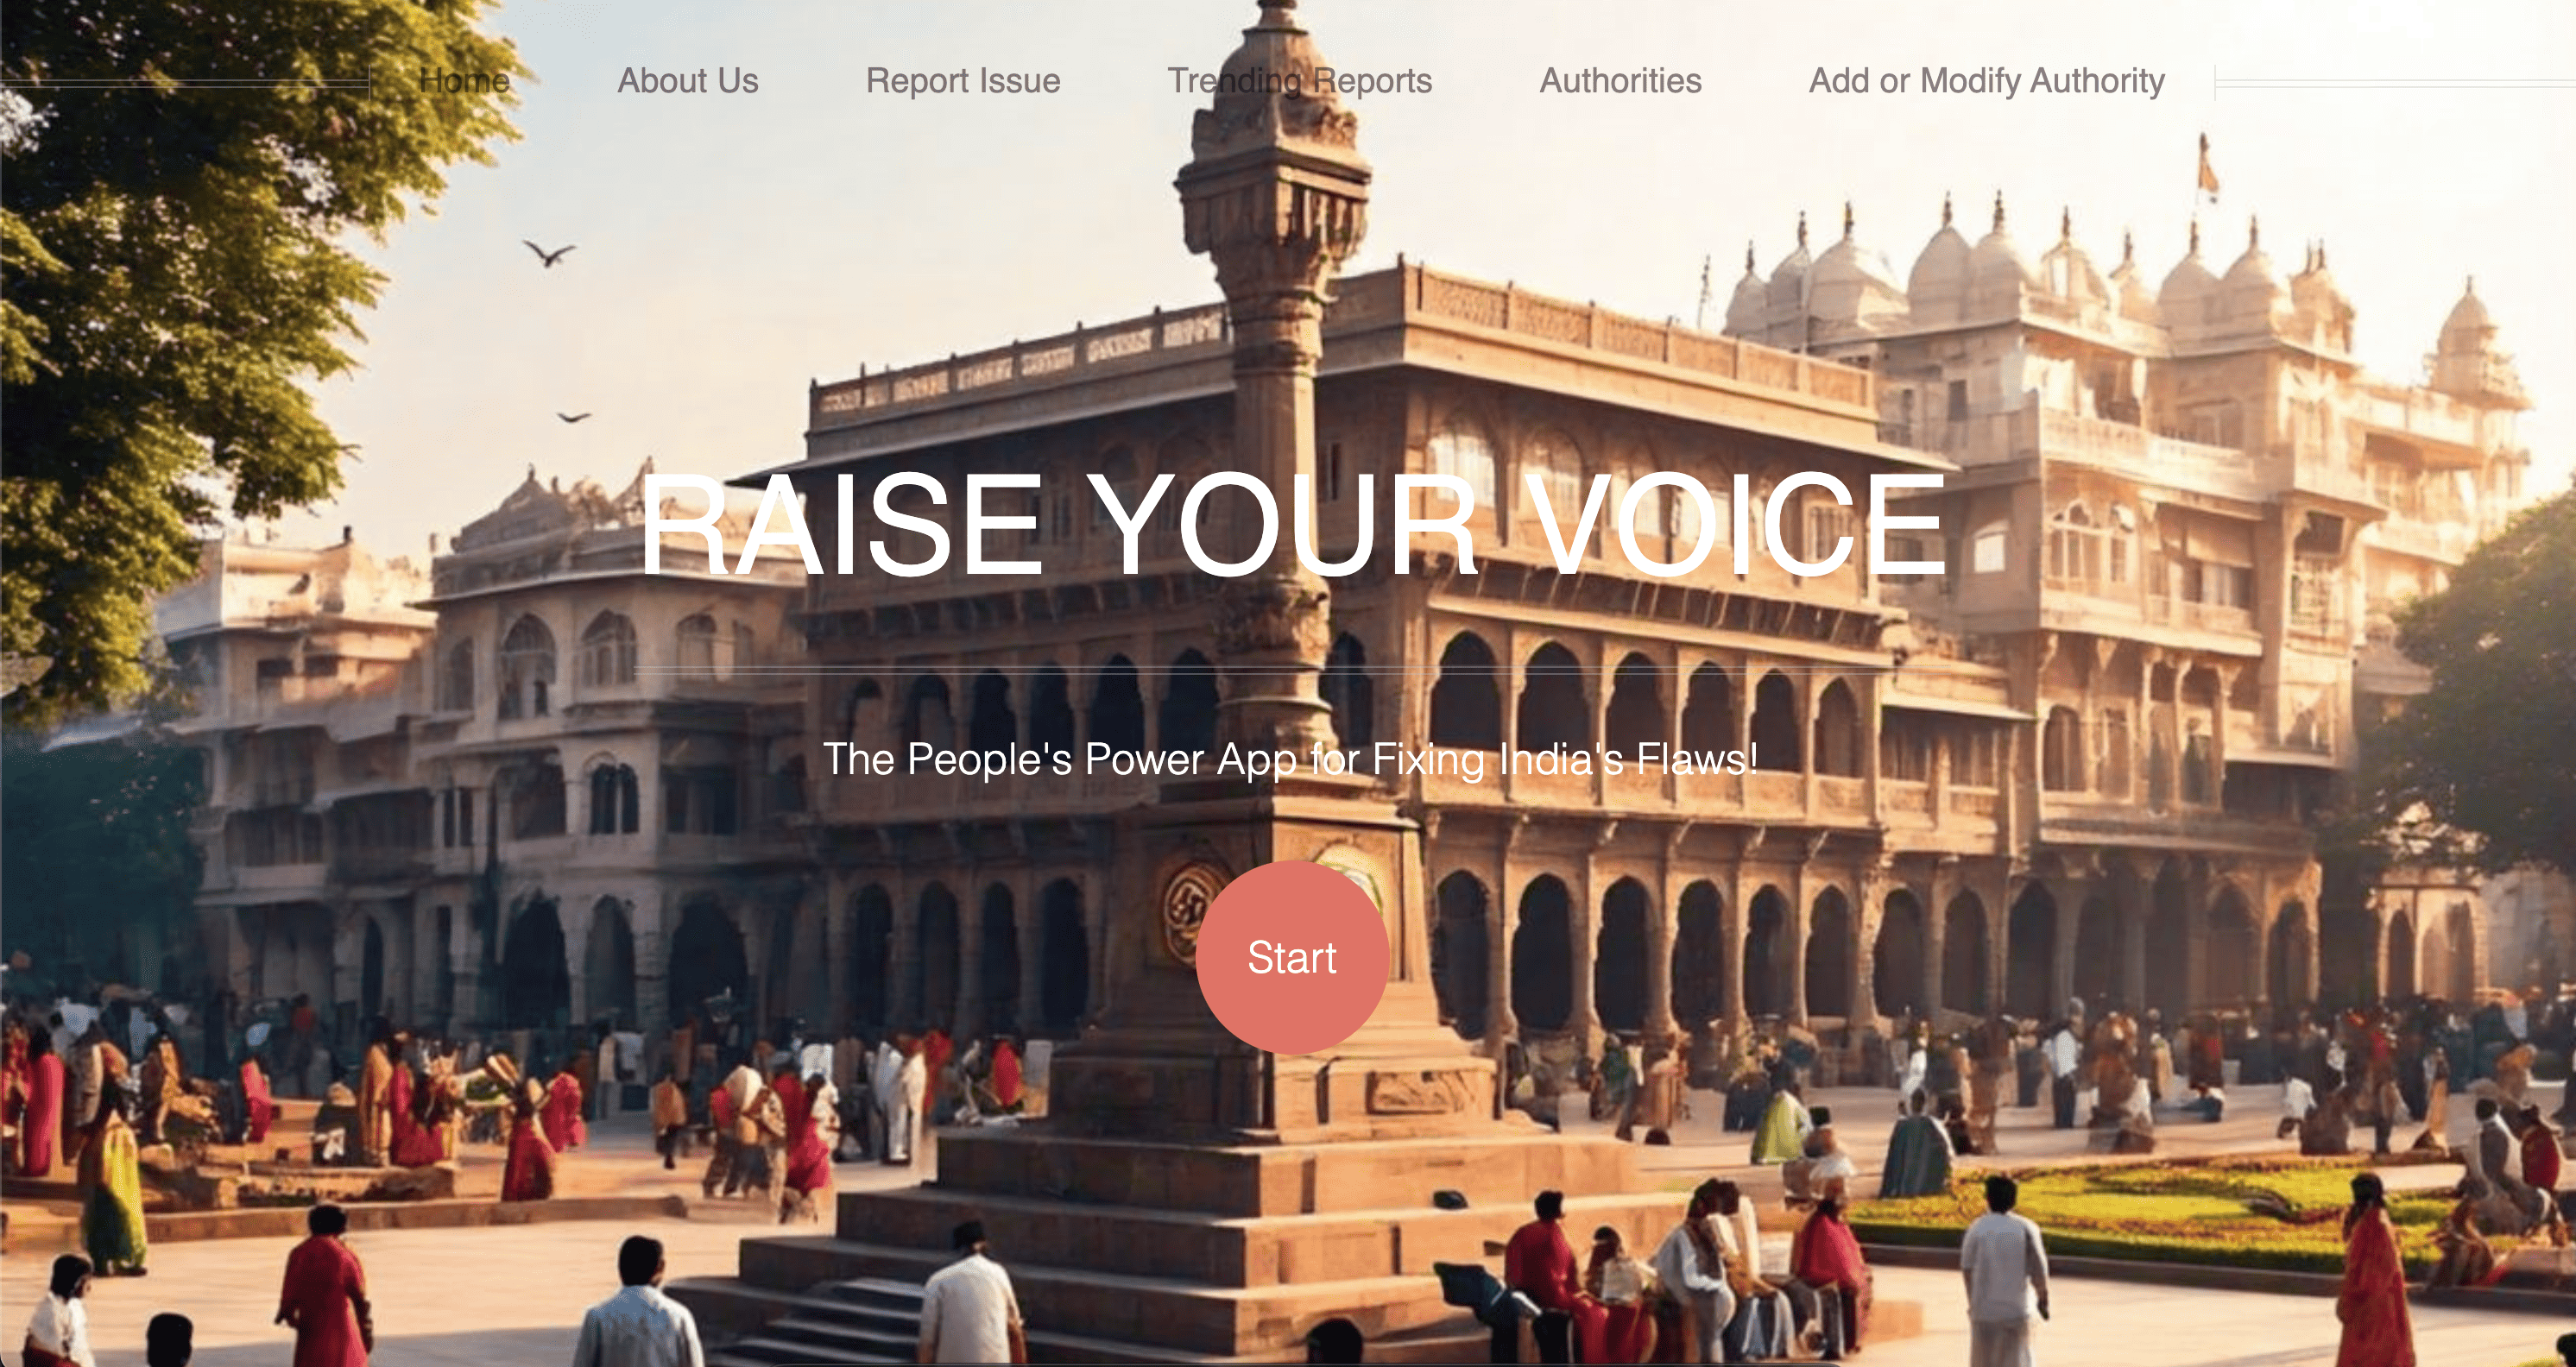 Home About Us Report Issue Trending Reports Authorities Add or Modify Authority
RAISE YOUR VOICE
The People's Power App for Fixing India's Flaws!
Start